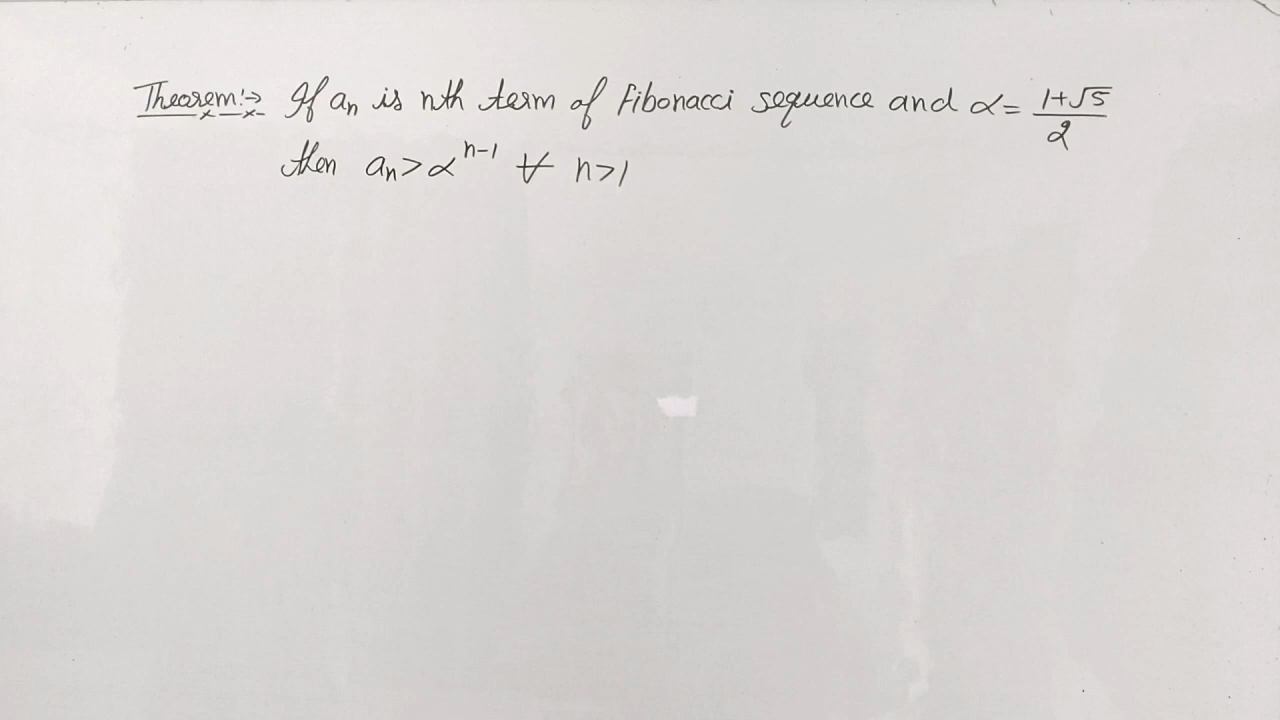 Theorem:→ If aₙ is nth term of Fibonacci sequence and α = (1+√5)/2
then aₙ > α^(n-1) ∀ n>1